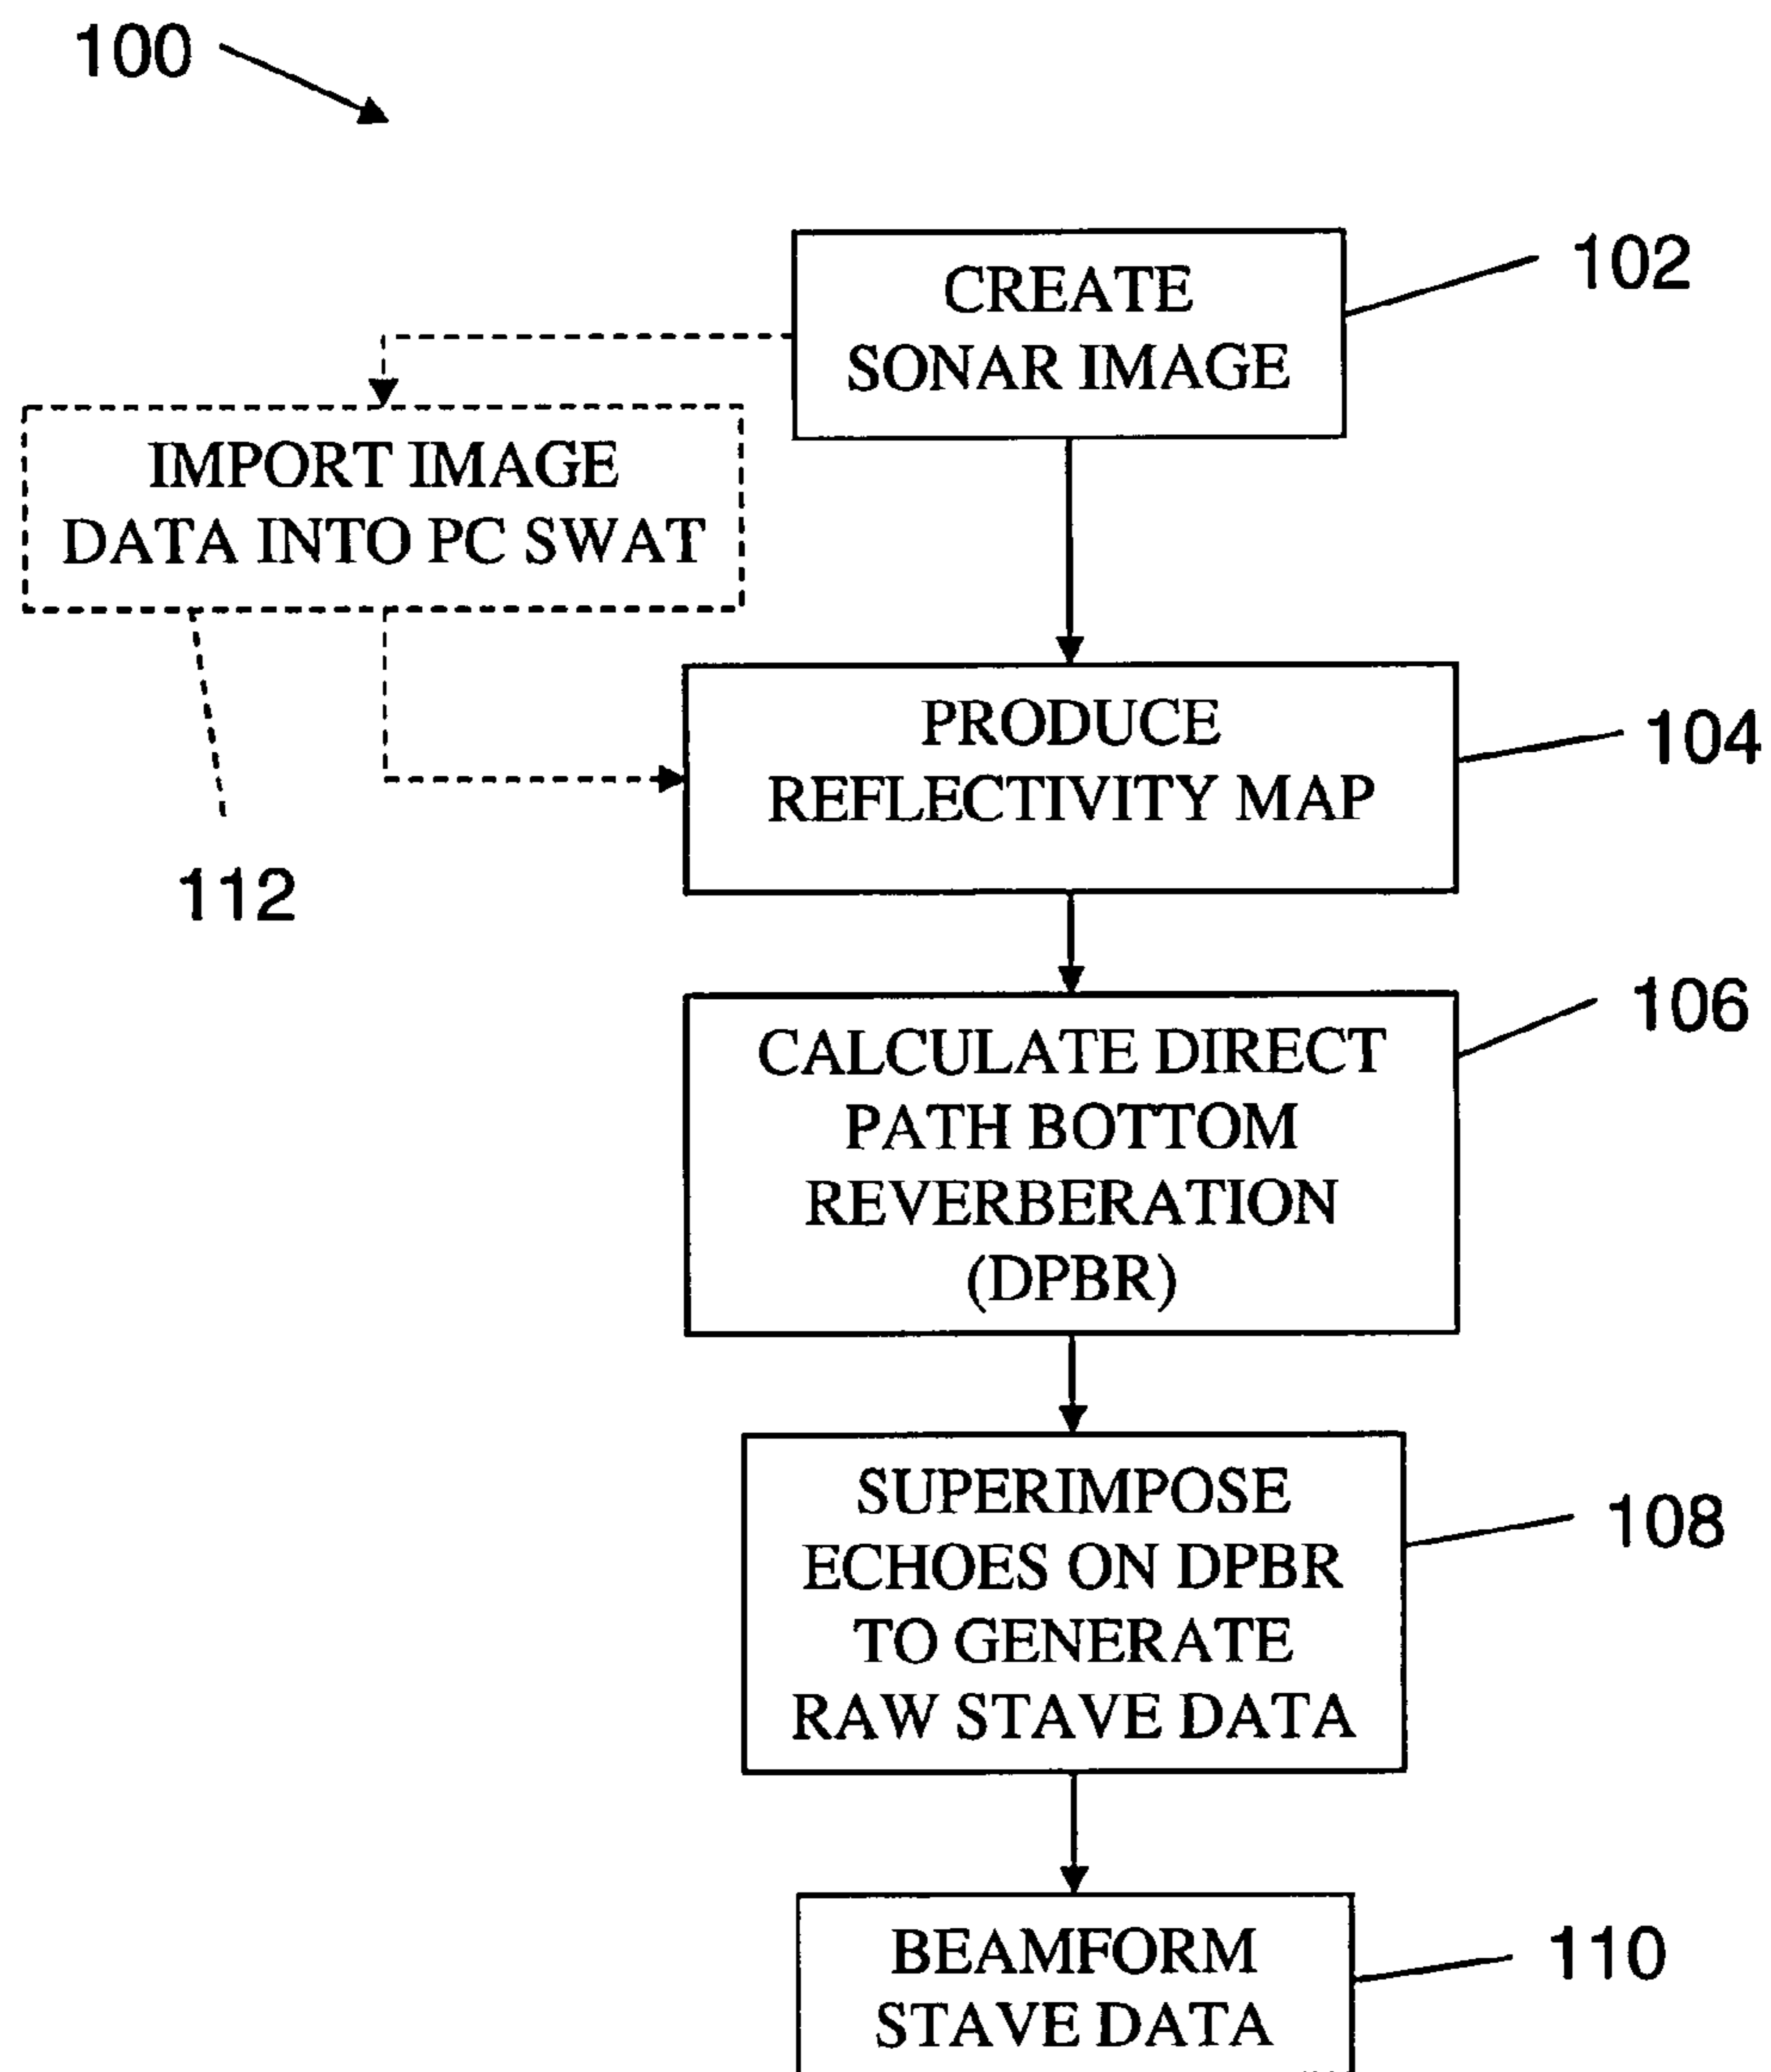 100
CREATE
SONAR IMAGE
102
IMPORT IMAGE
DATA INTO PC SWAT
112
PRODUCE
REFLECTIVITY MAP
104
CALCULATE DIRECT
PATH BOTTOM
REVERBERATION
(DPBR)
106
SUPERIMPOSE
ECHOES ON DPBR
TO GENERATE
RAW STAVE DATA
108
BEAMFORM
STAVE DATA
110